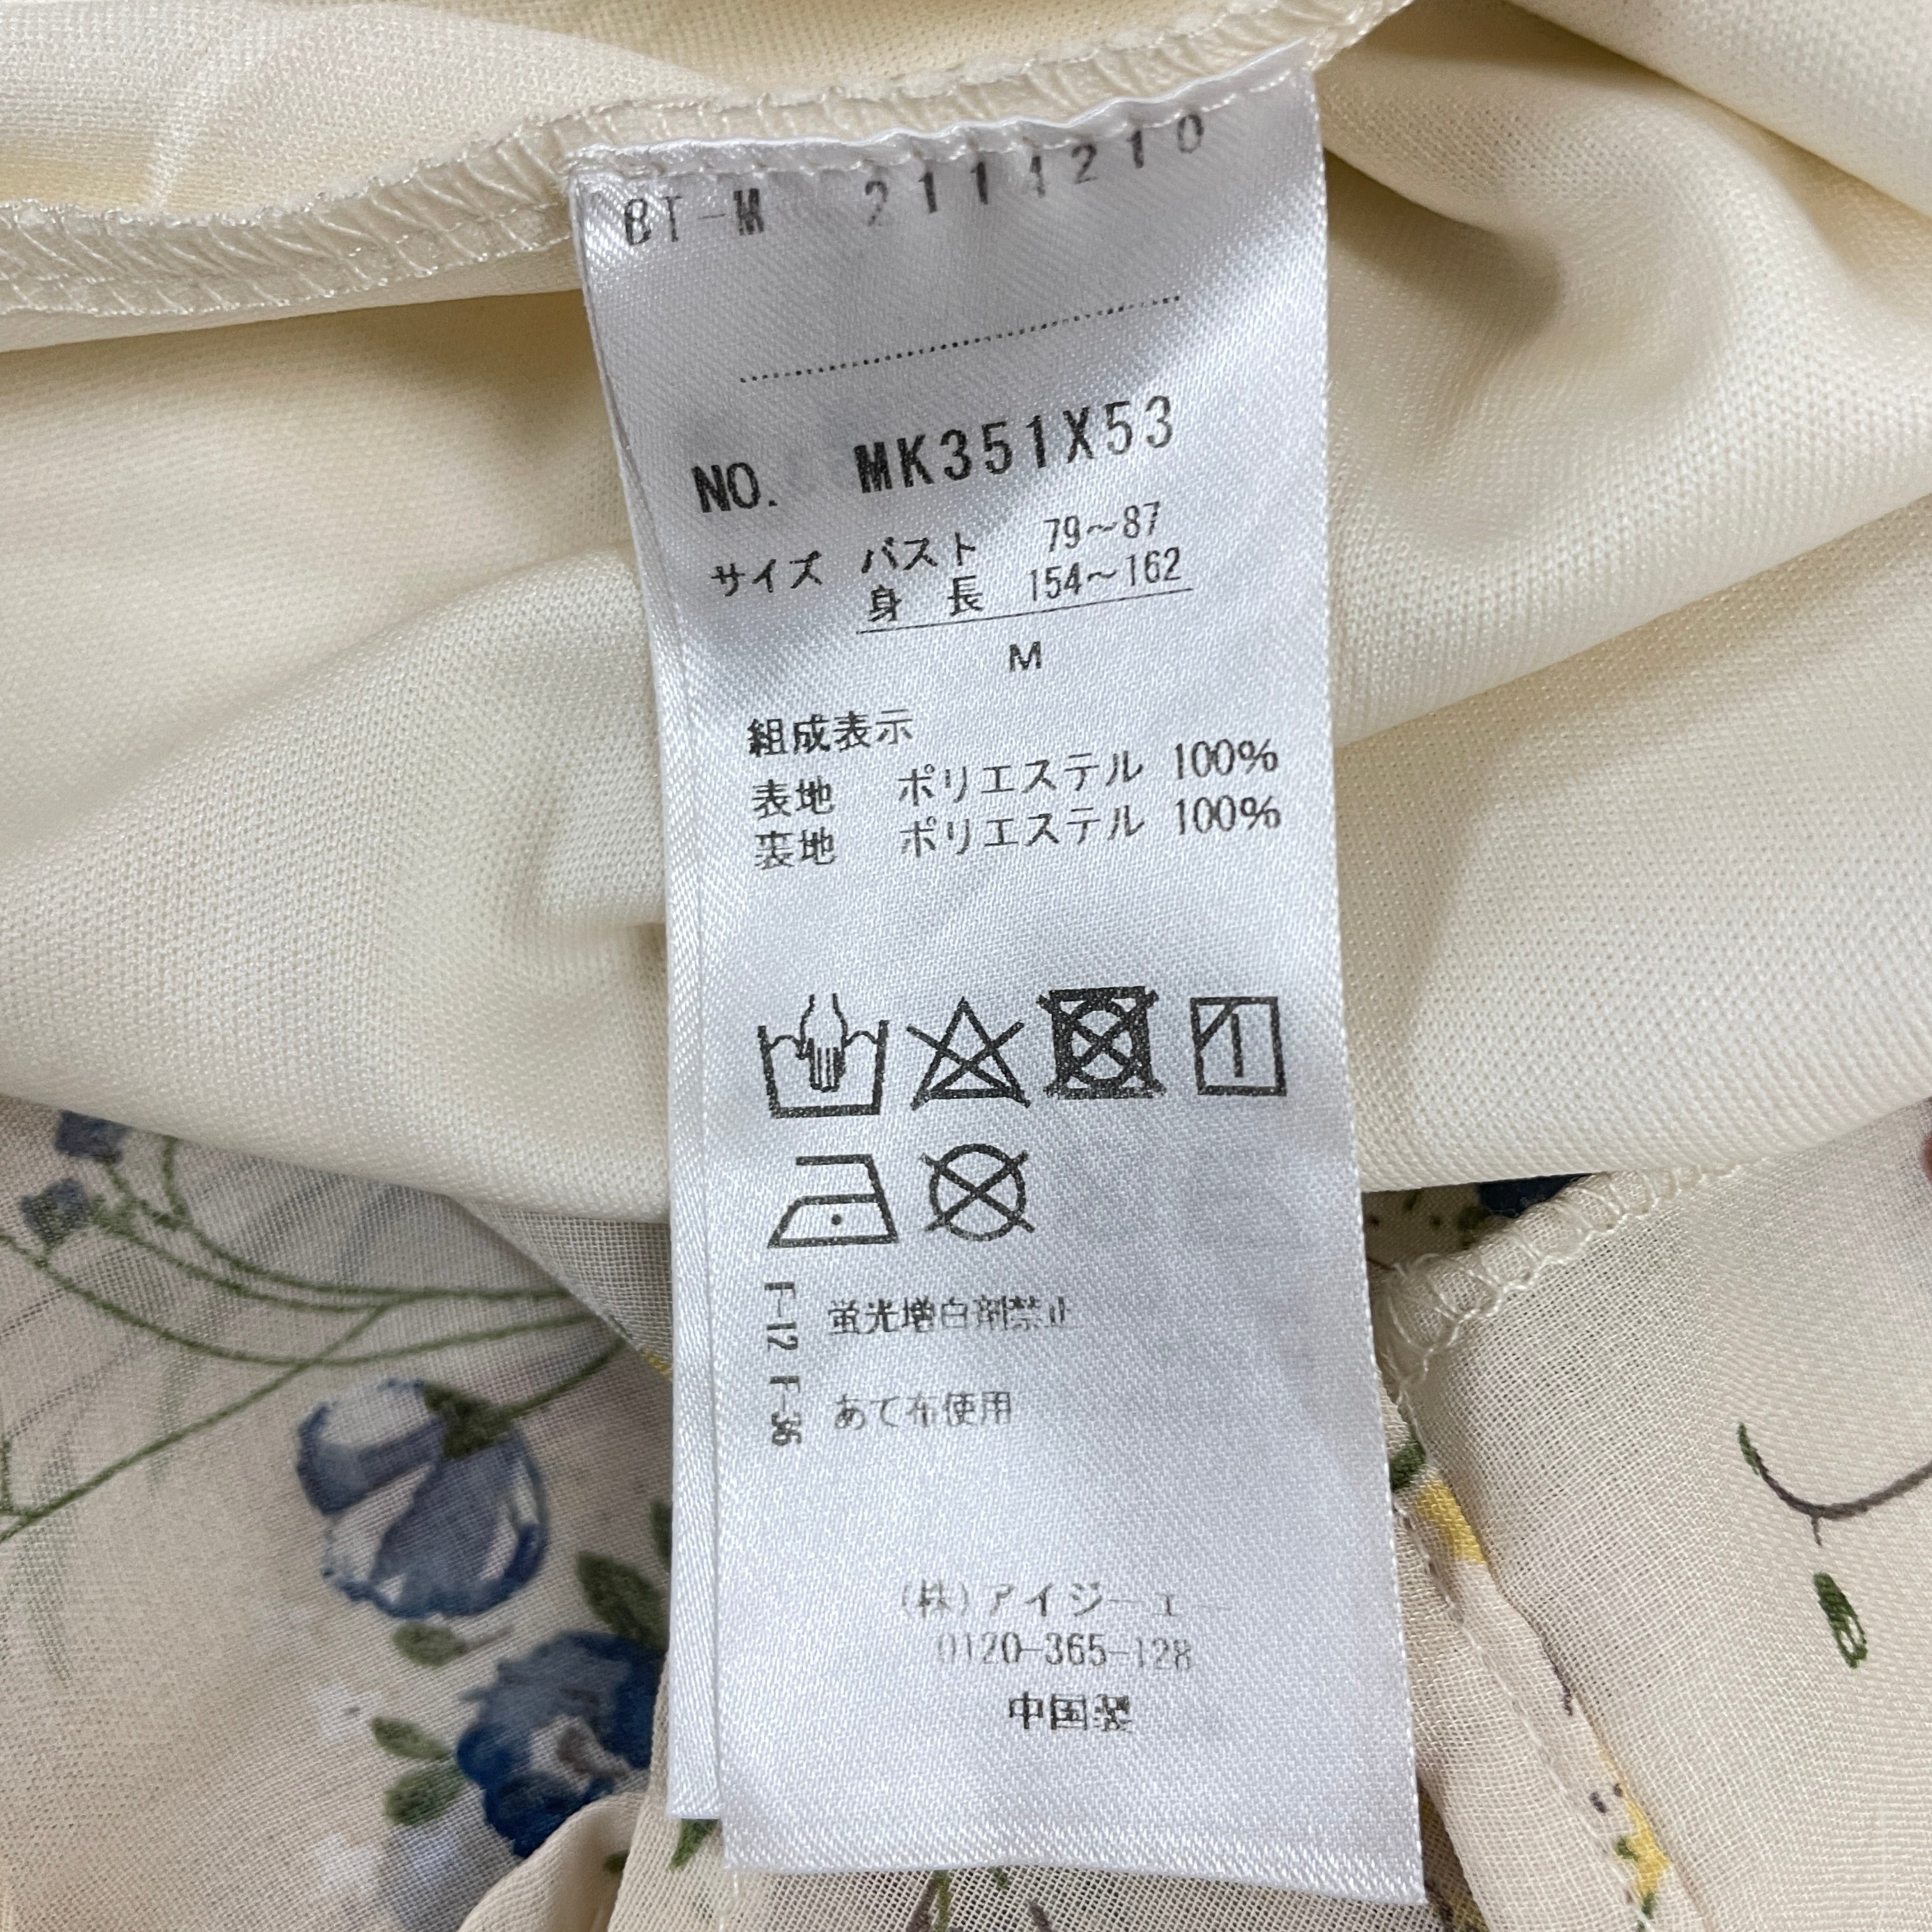 BT-M 2111210
NO. MK351X53
サイズ バスト 79~87
身長 154~162
M
組成表示
表地 ポリエステル 100%
裏地 ポリエステル 100%
F-12 蛍光増白剤禁止
F-36 あて布使用
(株)アイジーエー
0120-365-128
中国製